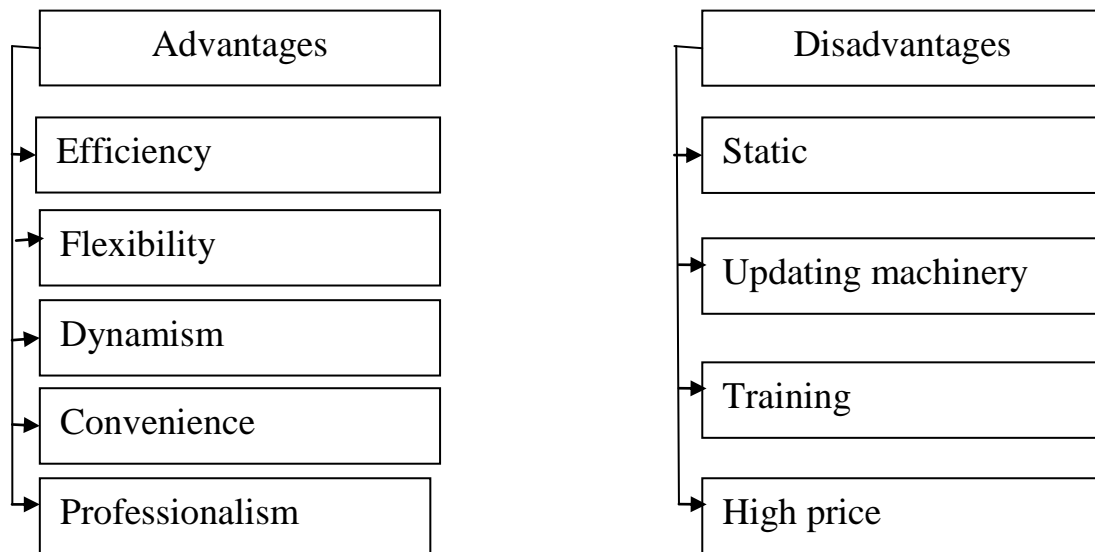 Advantages
Efficiency
Flexibility
Dynamism
Convenience
Professionalism
Disadvantages
Static
Updating machinery
Training
High price